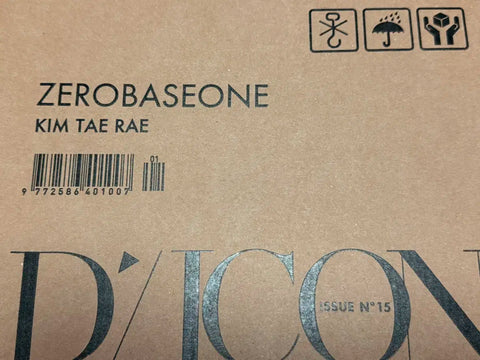 ZEROBASEONE
KIM TAE RAE
01
9 772586 401007
D'/ICON
ISSUE N°15